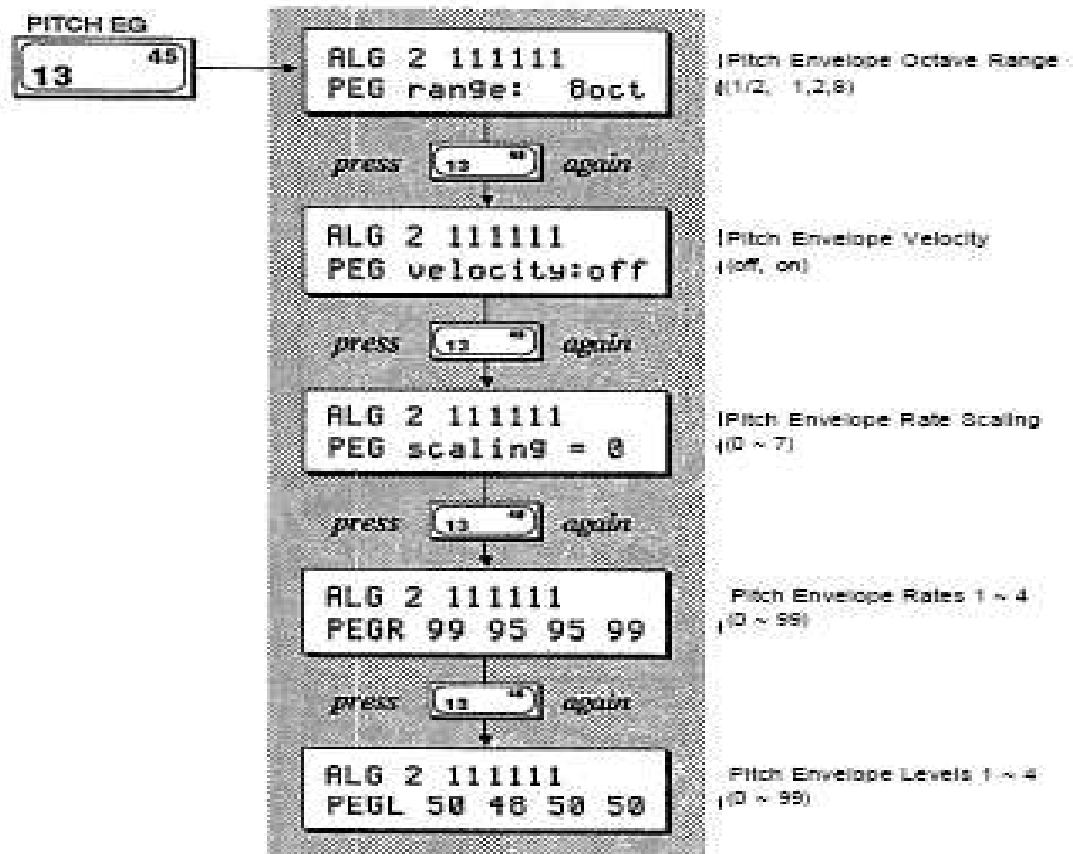 PITCH EG
13 45
ALG 2 111111
PEG range: 8oct
Pitch Envelope Octave Range
(1/2, 1,2,8)
press 13 again
ALG 2 111111
PEG velocity:off
Pitch Envelope Velocity
(off, on)
press 13 again
ALG 2 111111
PEG scaling = 0
Pitch Envelope Rate Scaling
(0 ~ 7)
press 13 again
ALG 2 111111
PEGR 99 95 95 99
Pitch Envelope Rates 1 ~ 4
(0 ~ 99)
press 13 again
ALG 2 111111
PEGL 50 48 50 50
Pitch Envelope Levels 1 ~ 4
(0 ~ 99)